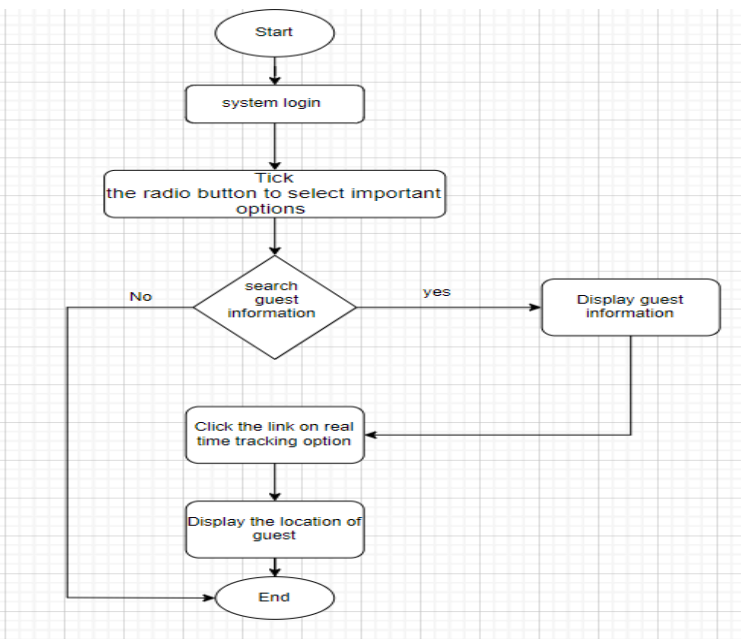 Start
system login
Tick
the radio button to select important
options
search
guest
information
No
yes
Display guest
information
Click the link on real
time tracking option
Display the location of
guest
End